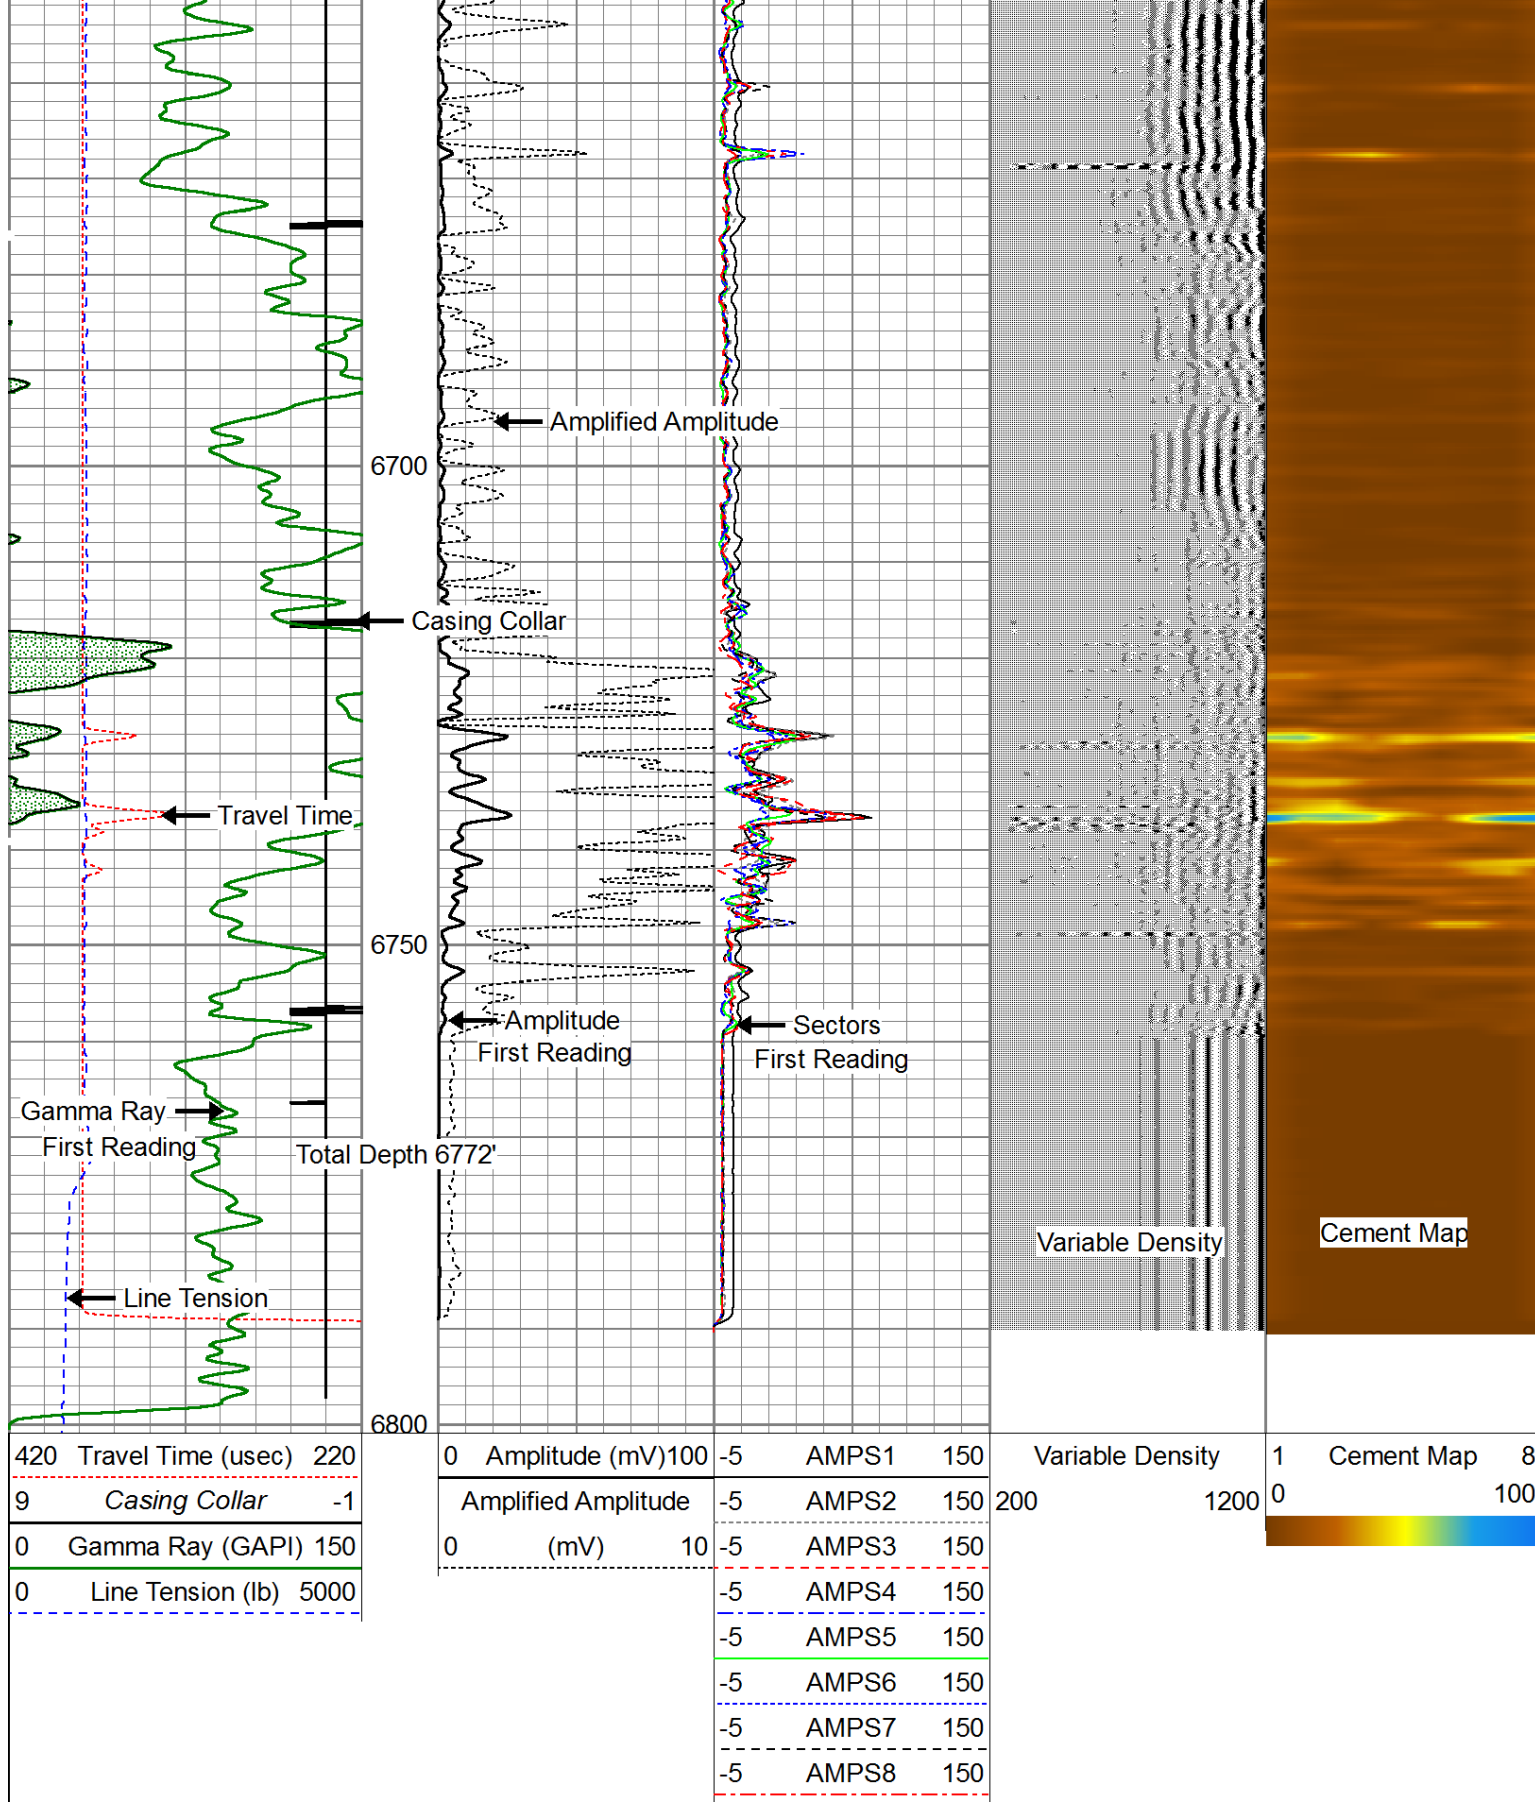 Amplified Amplitude
6700
Casing Collar
Travel Time
6750
Amplitude
First Reading
Sectors
First Reading
Gamma Ray
First Reading
Total Depth 6772'
Variable Density
Cement Map
Line Tension
6800
420 Travel Time (usec) 220
9 Casing Collar -1
0 Gamma Ray (GAPI) 150
0 Line Tension (lb) 5000
0 Amplitude (mV) 100
Amplified Amplitude
0 (mV) 10
-5 AMPS1 150
-5 AMPS2 150
-5 AMPS3 150
-5 AMPS4 150
-5 AMPS5 150
-5 AMPS6 150
-5 AMPS7 150
-5 AMPS8 150
Variable Density
200 1200
1 Cement Map 8
0 100